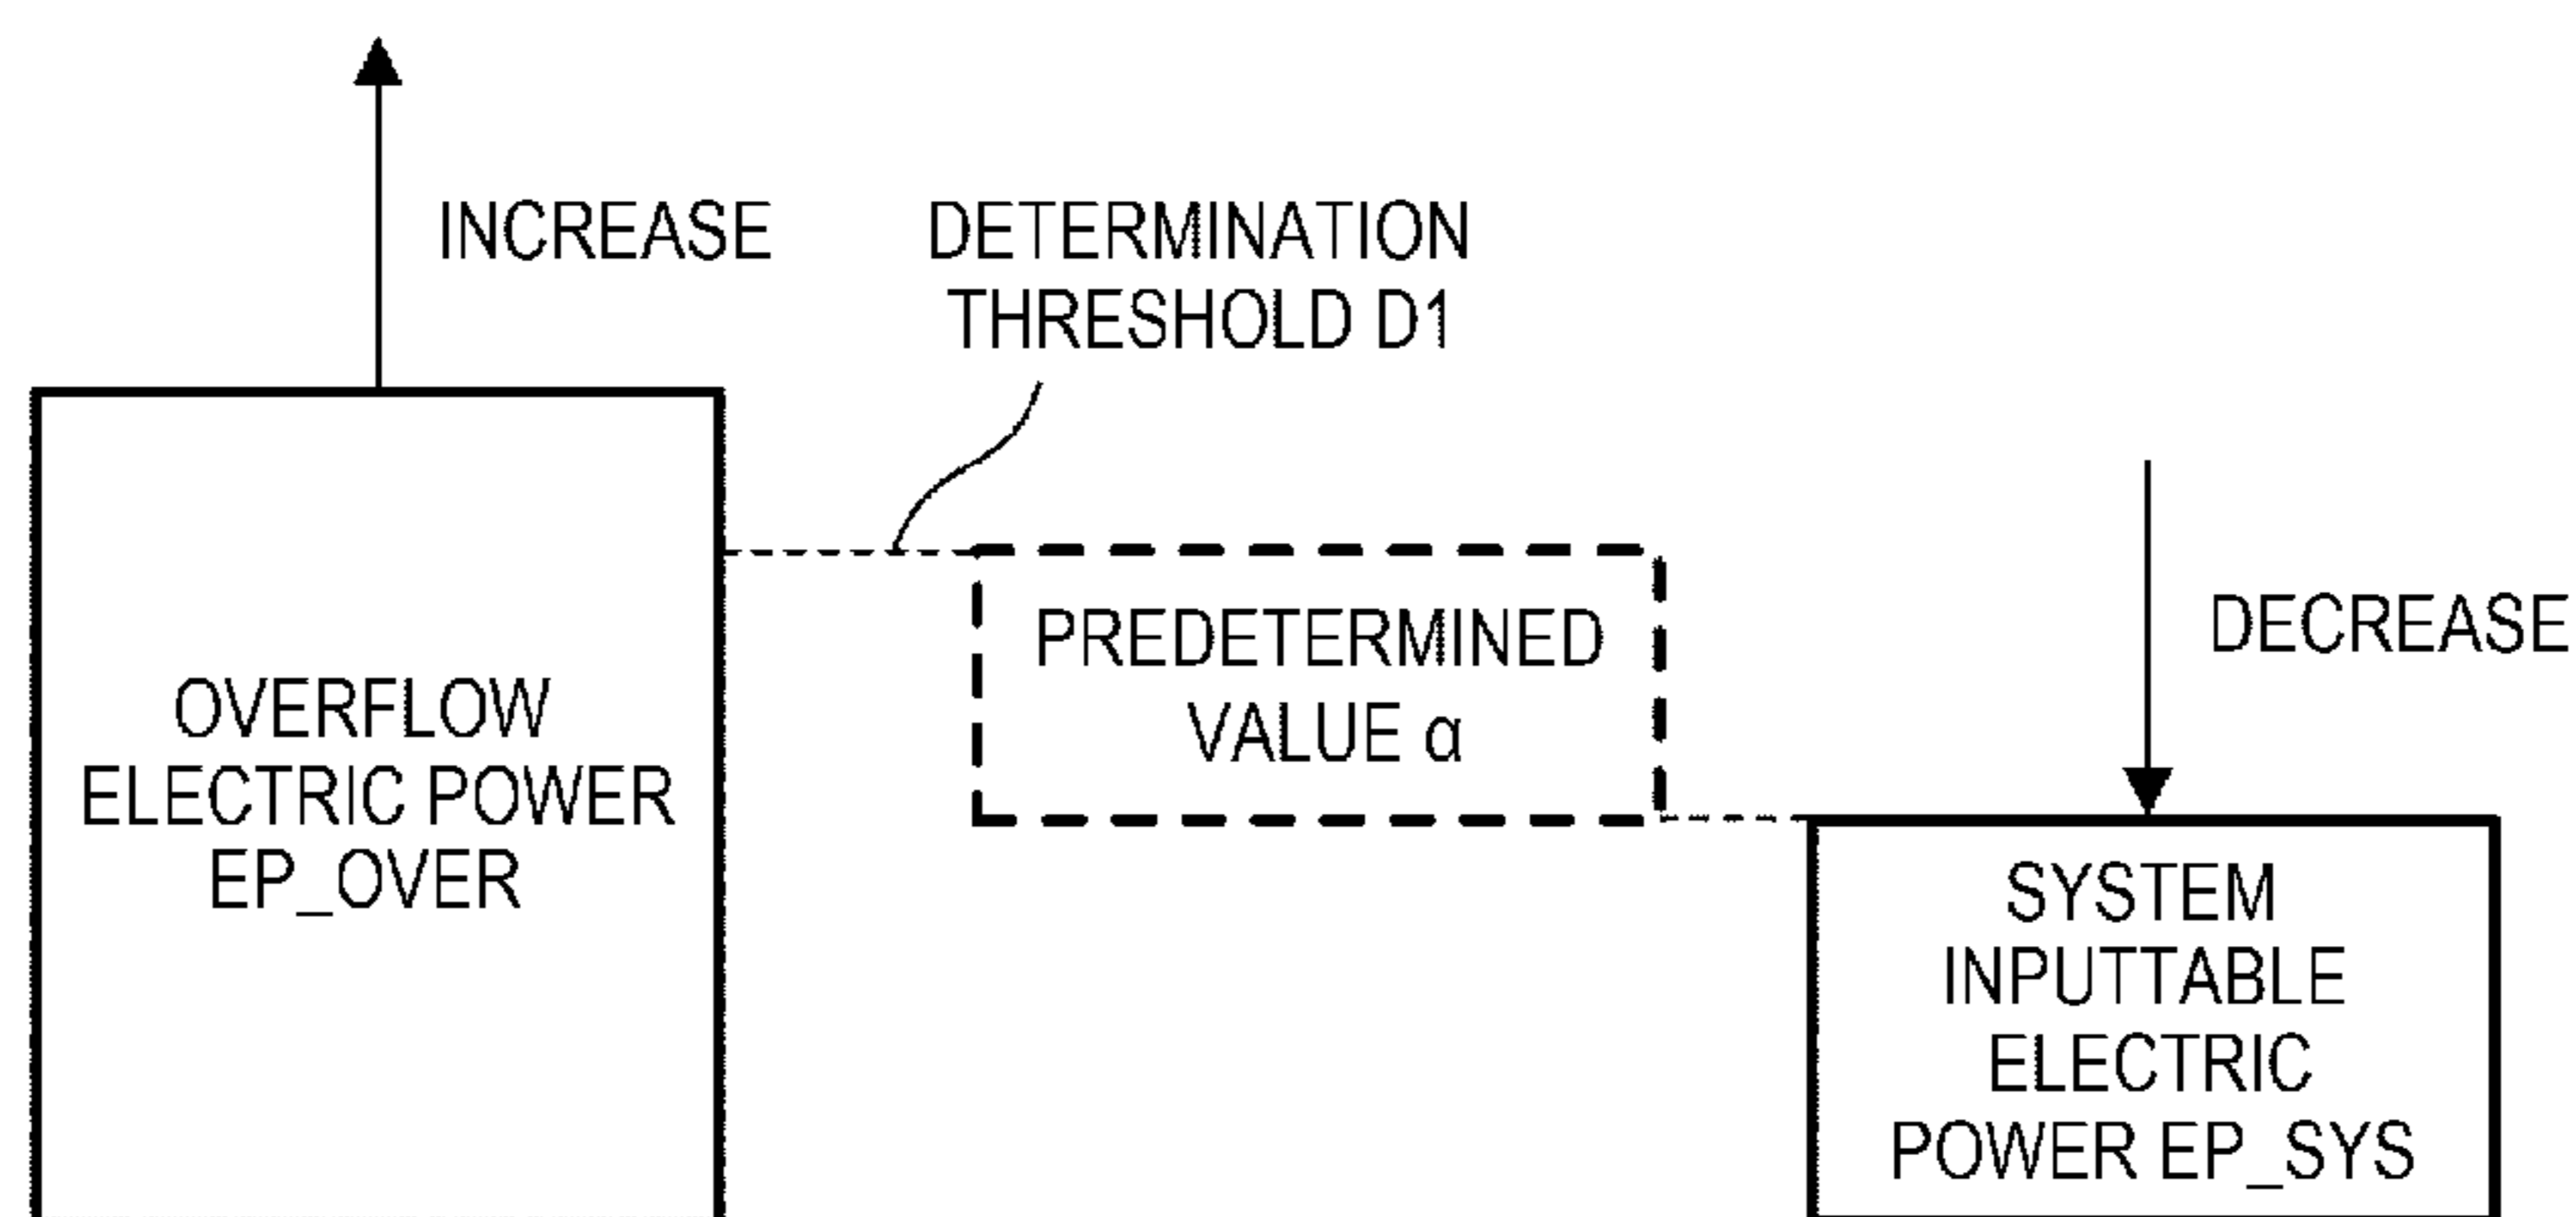 INCREASE
DETERMINATION
THRESHOLD D1
OVERFLOW
ELECTRIC POWER
EP_OVER
PREDETERMINED
VALUE α
DECREASE
SYSTEM
INPUTTABLE
ELECTRIC
POWER EP_SYS